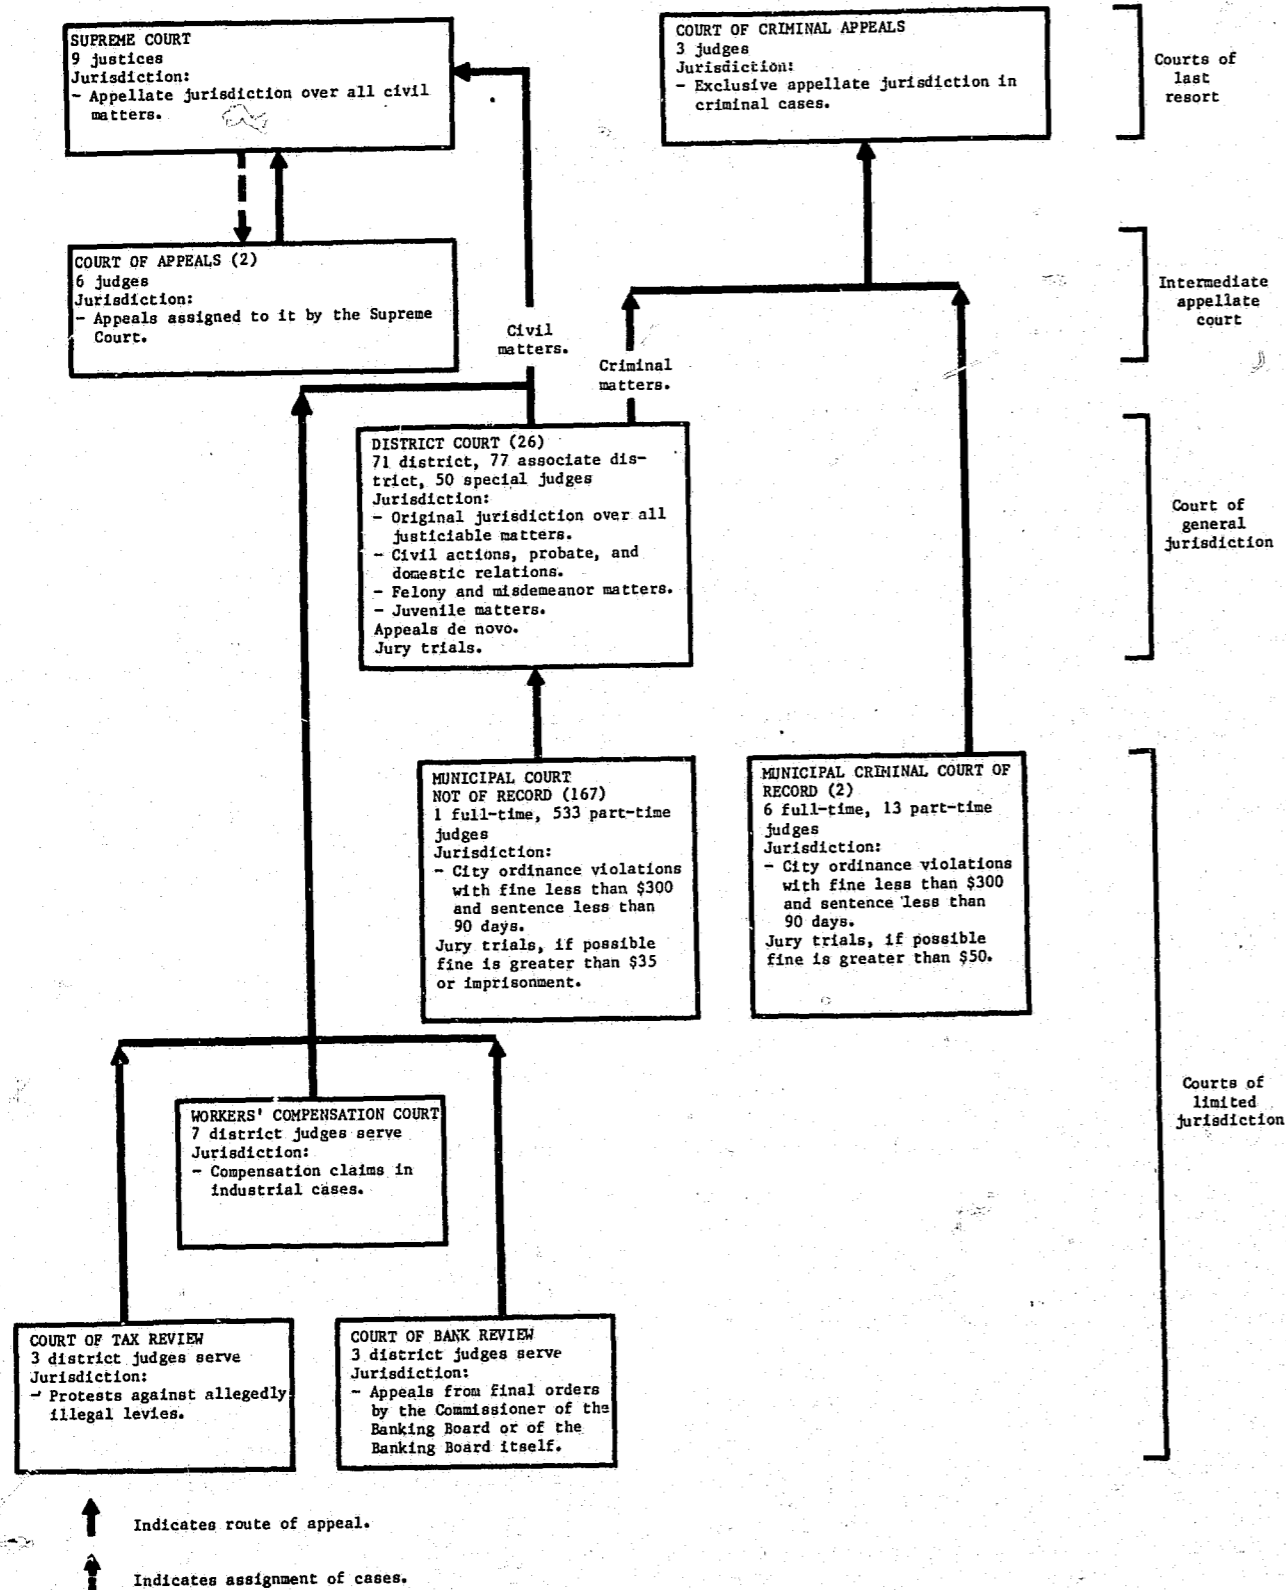 SUPREME COURT
9 justices
Jurisdiction:
- Appellate jurisdiction over all civil
matters.
COURT OF CRIMINAL APPEALS
3 judges
Jurisdiction:
- Exclusive appellate jurisdiction in
criminal cases.
Courts of
last
resort
COURT OF APPEALS (2)
6 judges
Jurisdiction:
- Appeals assigned to it by the Supreme
Court.
Civil
matters.
Criminal
matters.
Intermediate
appellate
court
DISTRICT COURT (26)
71 district, 77 associate dis-
trict, 50 special judges
Jurisdiction:
- Original jurisdiction over all
justiciable matters.
- Civil actions, probate, and
domestic relations.
- Felony and misdemeanor matters.
- Juvenile matters.
Appeals de novo.
Jury trials.
Court of
general
jurisdiction
MUNICIPAL COURT
NOT OF RECORD (167)
1 full-time, 533 part-time
judges
Jurisdiction:
- City ordinance violations
with fine less than $300
and sentence less than
90 days.
Jury trials, if possible
fine is greater than $35
or imprisonment.
MUNICIPAL CRIMINAL COURT OF
RECORD (2)
6 full-time, 13 part-time
judges
Jurisdiction:
- City ordinance violations
with fine less than $300
and sentence less than
90 days.
Jury trials, if possible
fine is greater than $50.
WORKERS' COMPENSATION COURT
7 district judges serve
Jurisdiction:
- Compensation claims in
industrial cases.
Courts of
limited
jurisdiction
COURT OF TAX REVIEW
3 district judges serve
Jurisdiction:
- Protests against allegedly
illegal levies.
COURT OF BANK REVIEW
3 district judges serve
Jurisdiction:
- Appeals from final orders
by the Commissioner of the
Banking Board or of the
Banking Board itself.
Indicates route of appeal.
Indicates assignment of cases.